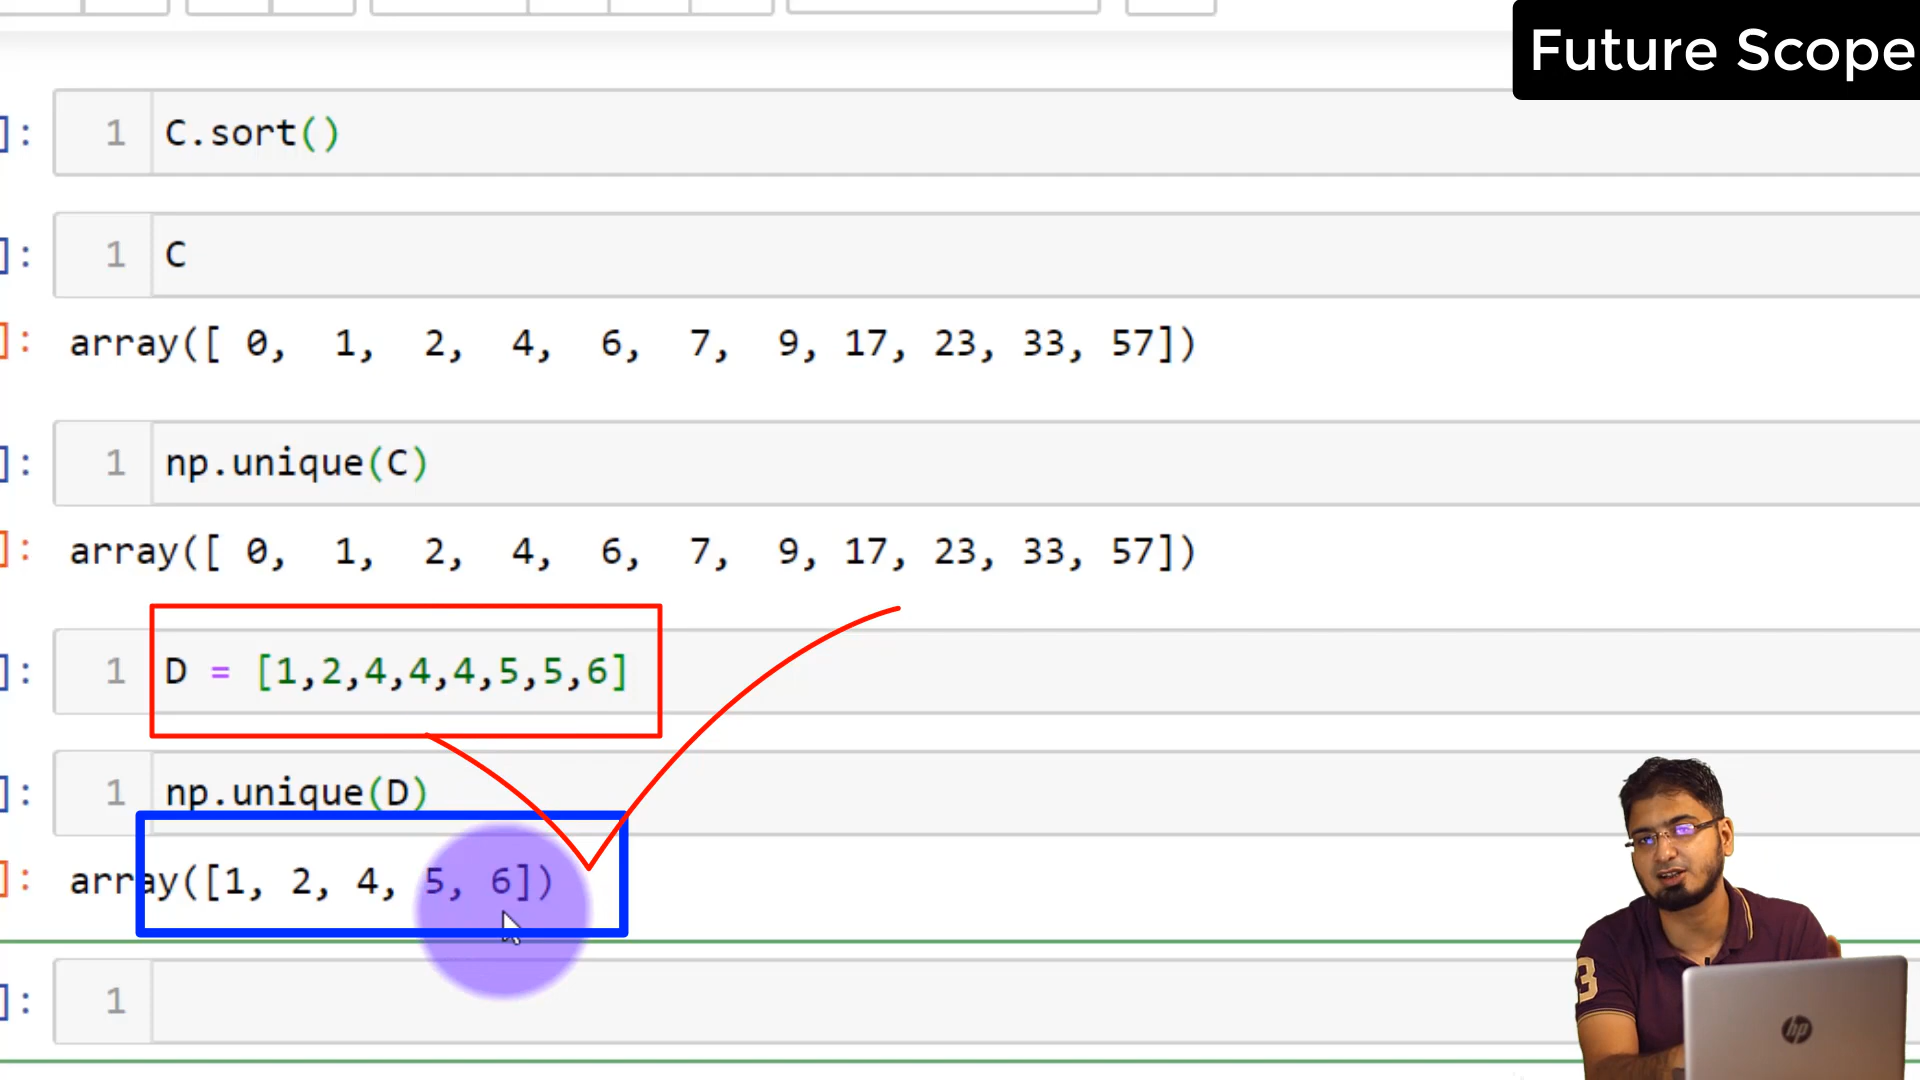 Future Scope
]: 1 C.sort()
]: 1 C
]: array([ 0, 1, 2, 4, 6, 7, 9, 17, 23, 33, 57])
]: 1 np.unique(C)
]: array([ 0, 1, 2, 4, 6, 7, 9, 17, 23, 33, 57])
]: 1 D = [1,2,4,4,4,5,5,6]
]: 1 np.unique(D)
]: array([1, 2, 4, 5, 6])
]: 1
3
hp